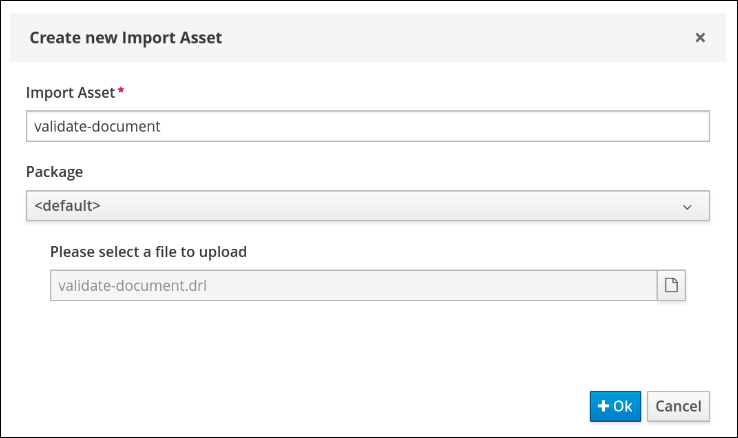 Create new Import Asset ×
Import Asset*
validate-document
Package
<default>
Please select a file to upload
validate-document.drl
+ Ok Cancel